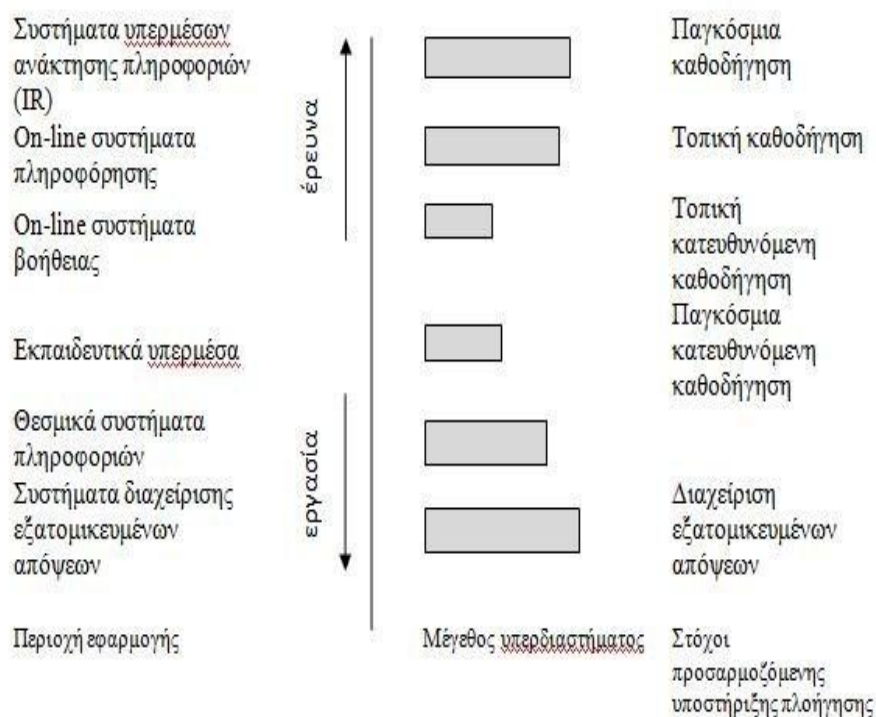 Συστήματα υπερμέσων
ανάκτησης πληροφοριών
(IR)
On-line συστήματα
πληροφόρησης
On-line συστήματα
βοήθειας
Εκπαιδευτικά υπερμέσα
Θεσμικά συστήματα
πληροφοριών
Συστήματα διαχείρισης
εξατομικευμένων
απόψεων
Περιοχή εφαρμογής
έρευνα
εργασία
Μέγεθος υπερδιαστήματος
Παγκόσμια
καθοδήγηση
Τοπική καθοδήγηση
Τοπική
κατευθυνόμενη
καθοδήγηση
Παγκόσμια
κατευθυνόμενη
καθοδήγηση
Διαχείριση
εξατομικευμένων
απόψεων
Στόχοι
προσαρμοζόμενης
υποστήριξης πλοήγησης